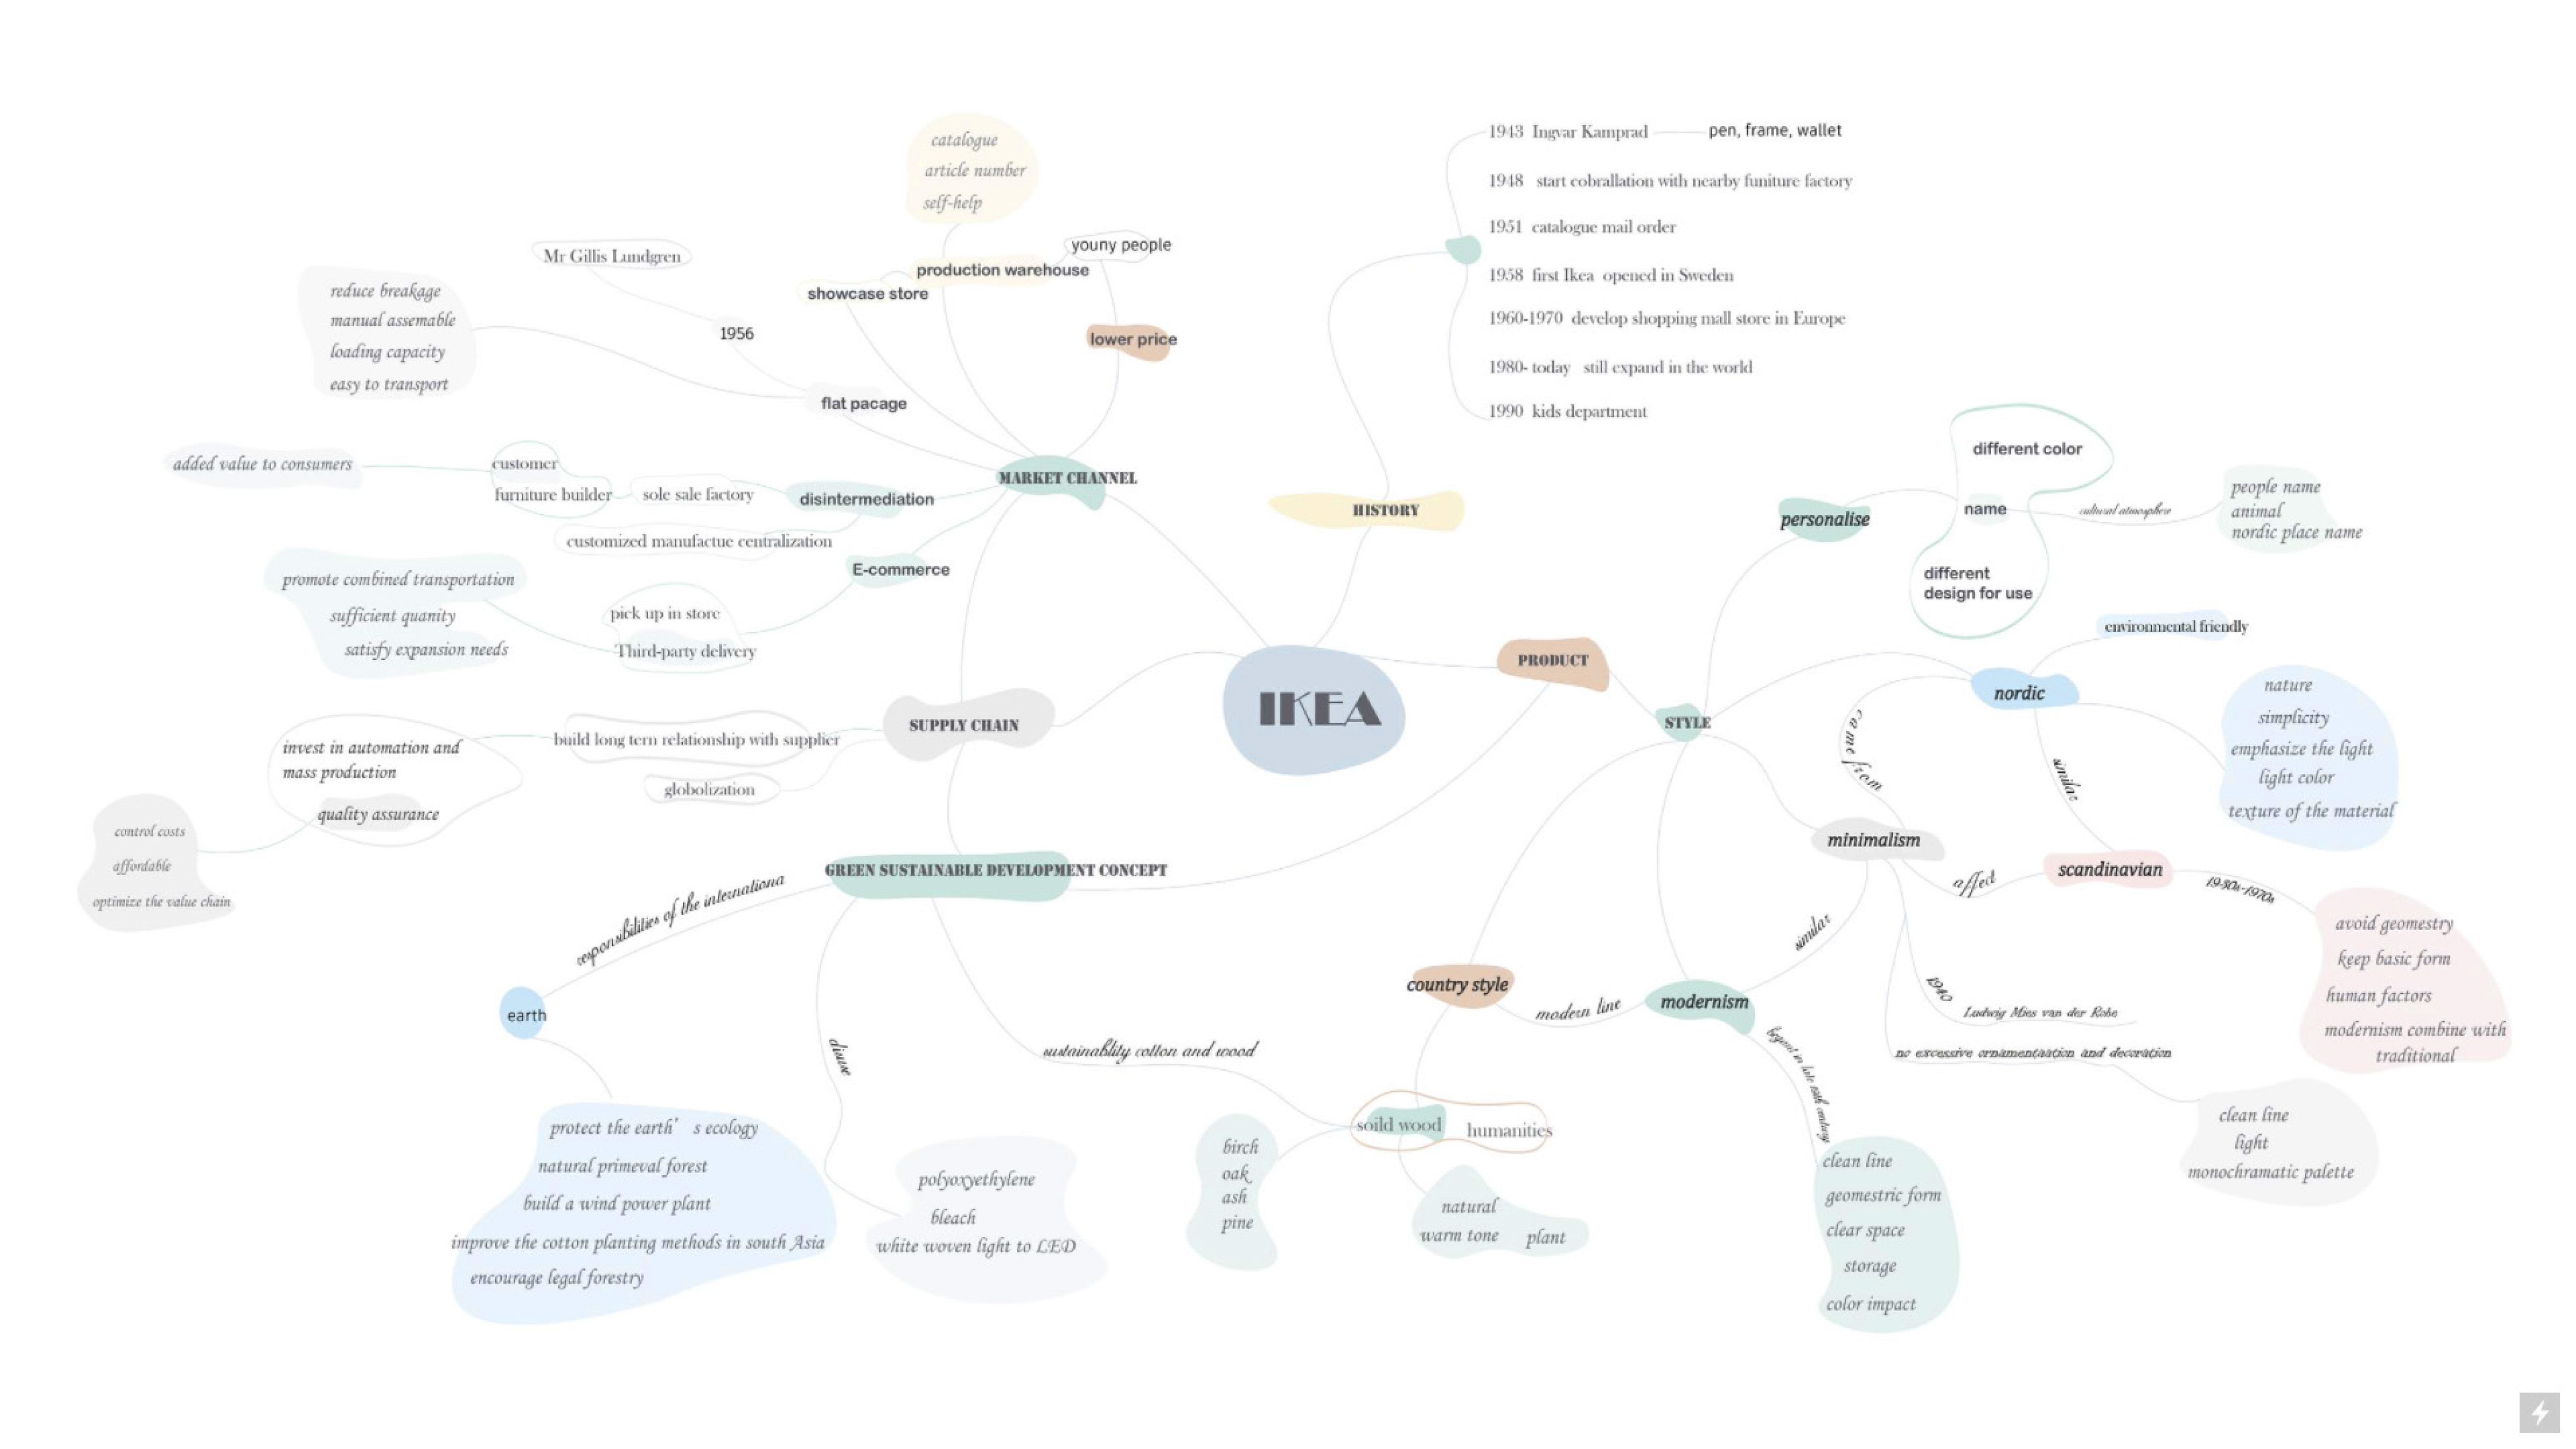 catalogue
article number
self-help
Mr Gillis Lundgren
youny people
production warehouse
showcase store
reduce breakage
manual assemable
loading capacity
easy to transport
1956
lower price
flat pacage
MARKET CHANNEL
added value to consumers
customer
furniture builder
sole sale factory
disintermediation
customized manufactue centralization
E-commerce
promote combined transportation
sufficient quanity
satisfy expansion needs
pick up in store
Third-party delivery
SUPPLY CHAIN
build long tern relationship with supplier
globolization
invest in automation and
mass production
quality assurance
control costs
affordable
optimize the value chain
1943 Ingvar Kamprad
pen, frame, wallet
1948 start cobrallation with nearby funiture factory
1951 catalogue mail order
1958 first Ikea opened in Sweden
1960-1970 develop shopping mall store in Europe
1980- today still expand in the world
1990 kids department
HISTORY
IKEA
PRODUCT
STYLE
personalise
different color
name
different
design for use
cultural atmosphere
people name
animal
nordic place name
environmental friendly
nordic
nature
simplicity
emphasize the light
light color
texture of the material
came from
similar
minimalism
affect
scandinavian
1930s-1970s
avoid geomestry
keep basic form
human factors
modernism combine with
traditional
similar
1940
Ludwig Mies van der Rohe
no excessive ornamentaation and decoration
clean line
light
monochramatic palette
country style
modern line
modernism
clean line
geomestric form
clear space
storage
color impact
soild wood
humanities
birch
oak
ash
pine
natural
warm tone
plant
GREEN SUSTAINABLE DEVELOPMENT CONCEPT
responsibilities of the internationa
earth
protect the earth' s ecology
natural primeval forest
build a wind power plant
improve the cotton planting methods in south Asia
encourage legal forestry
disuse
polyoxyethylene
bleach
white woven light to LED
sustainablity cotton and wood